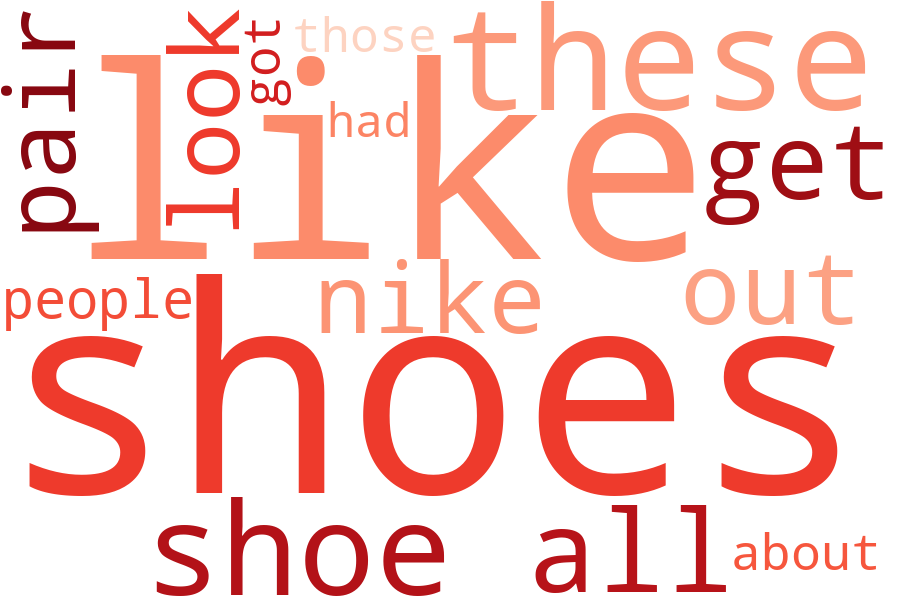 pair
look
got
those
these
like
had
get
people
nike
out
shoes
shoe
all
about